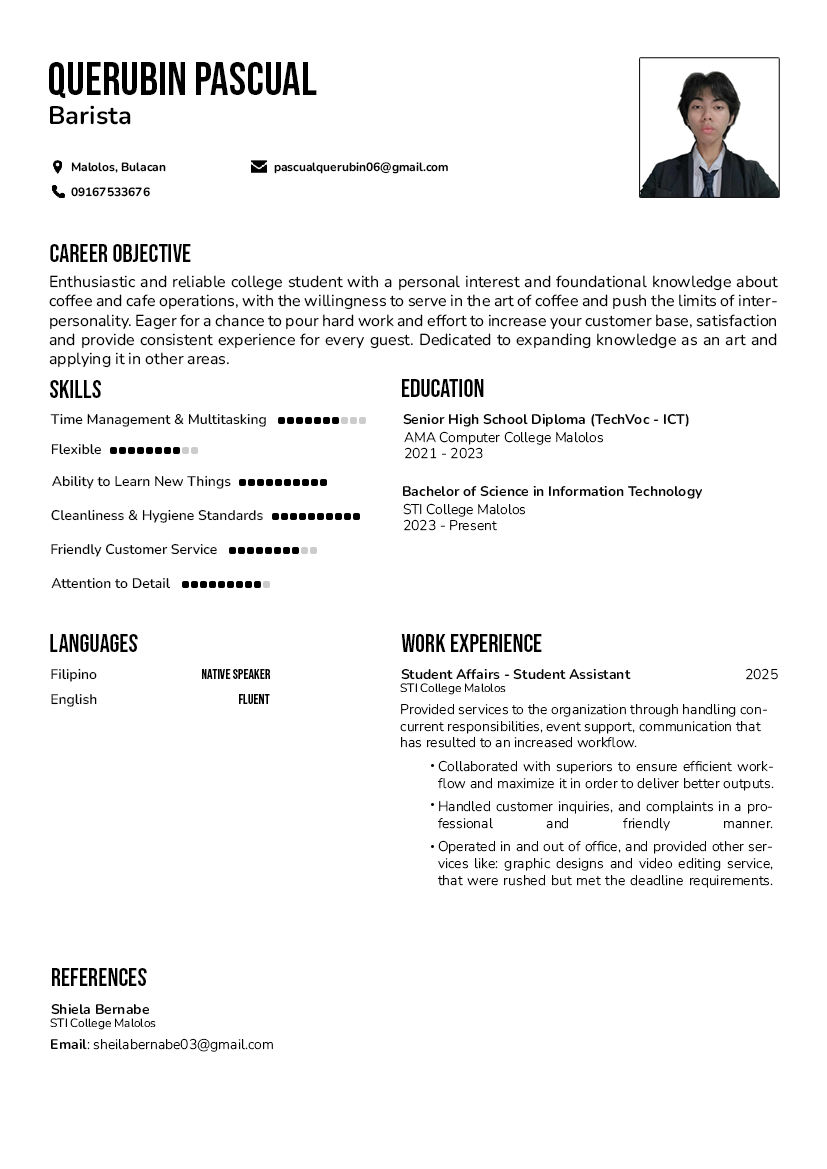 QUERUBIN PASCUAL
Barista
Malolos, Bulacan
pascualquerubin06@gmail.com
09167533676
CAREER OBJECTIVE
Enthusiastic and reliable college student with a personal interest and foundational knowledge about
coffee and cafe operations, with the willingness to serve in the art of coffee and push the limits of inter-
personality. Eager for a chance to pour hard work and effort to increase your customer base, satisfaction
and provide consistent experience for every guest. Dedicated to expanding knowledge as an art and
applying it in other areas.
SKILLS
Time Management & Multitasking
Flexible
Ability to Learn New Things
Cleanliness & Hygiene Standards
Friendly Customer Service
Attention to Detail
EDUCATION
Senior High School Diploma (TechVoc - ICT)
AMA Computer College Malolos
2021 - 2023
Bachelor of Science in Information Technology
STI College Malolos
2023 - Present
LANGUAGES
Filipino NATIVE SPEAKER
English FLUENT
WORK EXPERIENCE
Student Affairs - Student Assistant 2025
STI College Malolos
Provided services to the organization through handling con-
current responsibilities, event support, communication that
has resulted to an increased workflow.
• Collaborated with superiors to ensure efficient work-
flow and maximize it in order to deliver better outputs.
• Handled customer inquiries, and complaints in a pro-
fessional and friendly manner.
• Operated in and out of office, and provided other ser-
vices like: graphic designs and video editing service,
that were rushed but met the deadline requirements.
REFERENCES
Shiela Bernabe
STI College Malolos
Email: sheilabernabe03@gmail.com